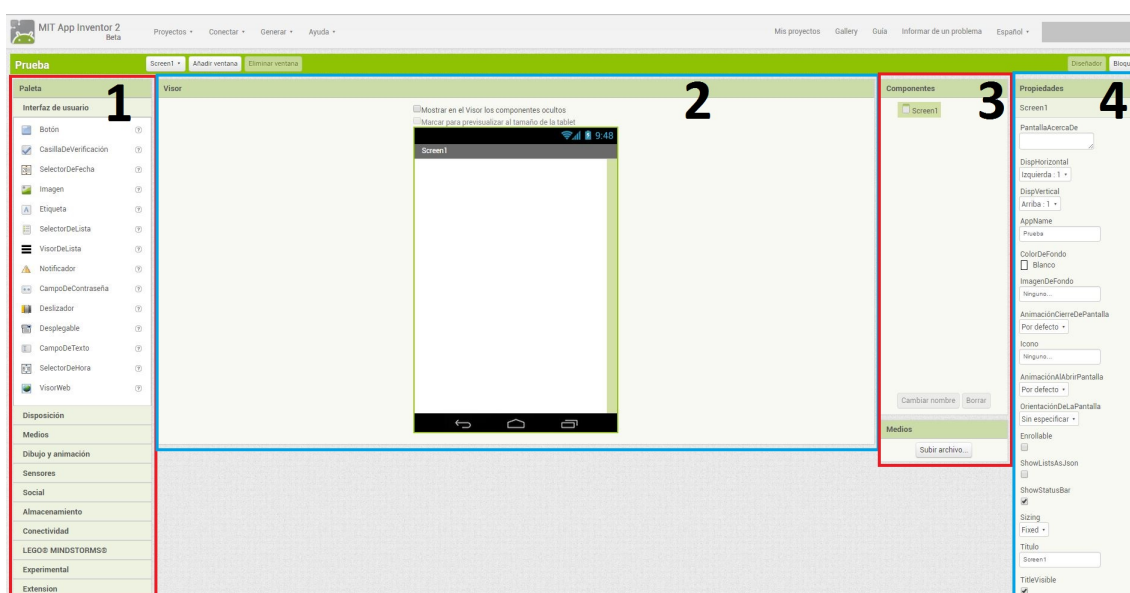 MIT App Inventor 2
Beta
Proyectos
Conectar
Generar
Ayuda
Mis proyectos
Gallery
Guía
Informar de un problema
Español
Prueba
Screen1
Añadir ventana
Eliminar ventana
Diseñador
Bloqu
Paleta
1
Interfaz de usuario
Botón
CasillaDeVerificación
SelectorDeFecha
Imagen
Etiqueta
SelectorDeLista
VisorDeLista
Notificador
CampoDeContraseña
Deslizador
Desplegable
CampoDeTexto
SelectorDeHora
VisorWeb
Disposición
Medios
Dibujo y animación
Sensores
Social
Almacenamiento
Conectividad
LEGO® MINDSTORMS®
Experimental
Extension
Visor
2
Mostrar en el Visor los componentes ocultos
Marcar para previsualizar al tamaño de la tablet
9:48
Screen1
Componentes
3
Screen1
Cambiar nombre
Borrar
Medios
Subir archivo...
Propiedades
4
Screen1
PantallaAcercaDe
DispHorizontal
Izquierda : 1
DispVertical
Arriba : 1
AppName
Prueba
ColorDeFondo
Blanco
ImagenDeFondo
Ninguno...
AnimaciónCierreDePantalla
Por defecto
Icono
Ninguno...
AnimaciónAlAbrirPantalla
Por defecto
OrientaciónDeLaPantalla
Sin especificar
Enrollable
ShowListsAsJson
ShowStatusBar
Sizing
Fixed
Título
Screen1
TitleVisible